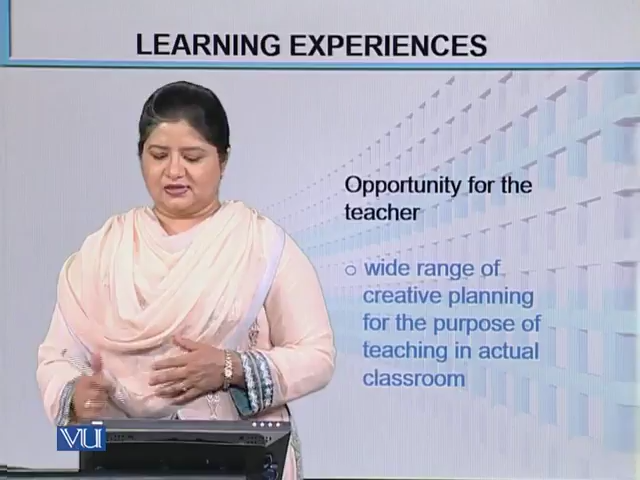 LEARNING EXPERIENCES
Opportunity for the
teacher
wide range of
creative planning
for the purpose of
teaching in actual
classroom
VU